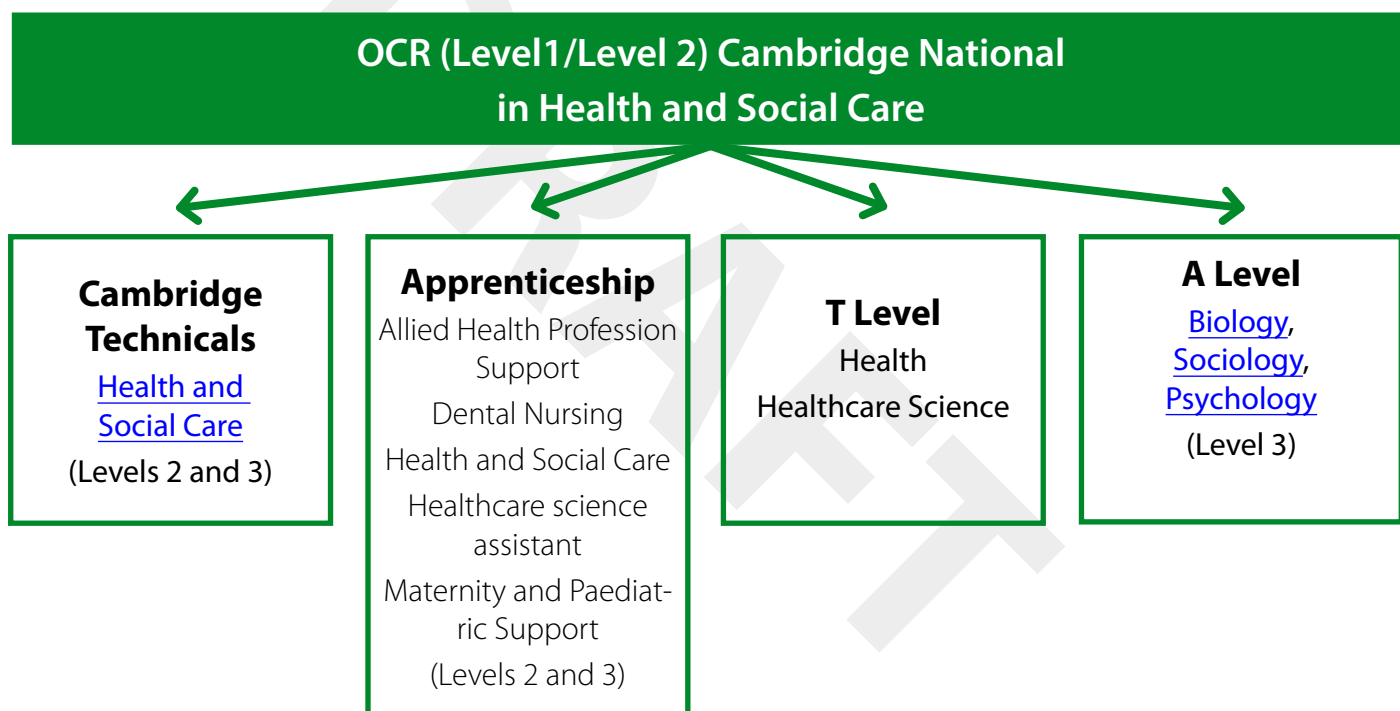 OCR (Level1/Level 2) Cambridge National
in Health and Social Care
Cambridge
Technicals
Health and
Social Care
(Levels 2 and 3)
Apprenticeship
Allied Health Profession
Support
Dental Nursing
Health and Social Care
Healthcare science
assistant
Maternity and Paediat-
ric Support
(Levels 2 and 3)
T Level
Health
Healthcare Science
A Level
Biology,
Sociology,
Psychology
(Level 3)
DRAFT